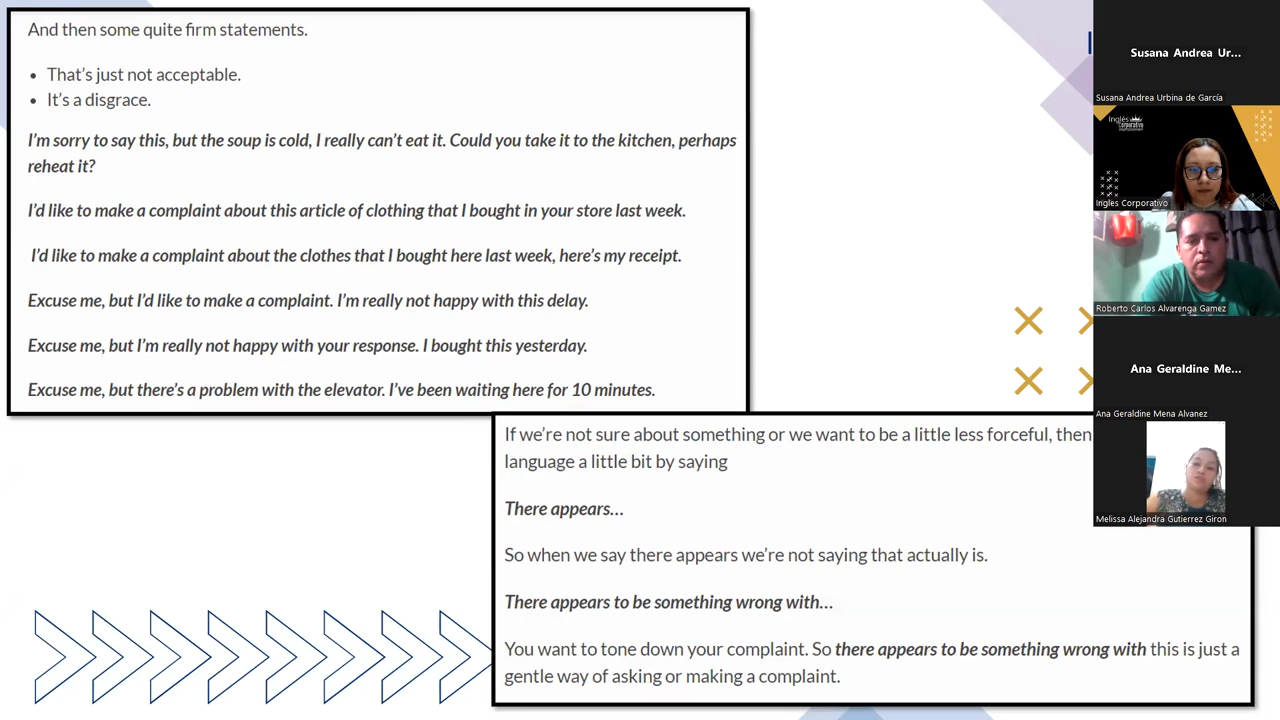 And then some quite firm statements.
• That's just not acceptable.
• It's a disgrace.
I'm sorry to say this, but the soup is cold, I really can't eat it. Could you take it to the kitchen, perhaps
reheat it?
I'd like to make a complaint about this article of clothing that I bought in your store last week.
I'd like to make a complaint about the clothes that I bought here last week, here's my receipt.
Excuse me, but I'd like to make a complaint. I'm really not happy with this delay.
Excuse me, but I'm really not happy with your response. I bought this yesterday.
Excuse me, but there's a problem with the elevator. I've been waiting here for 10 minutes.
If we're not sure about something or we want to be a little less forceful, then
language a little bit by saying
There appears…
So when we say there appears we're not saying that actually is.
There appears to be something wrong with…
You want to tone down your complaint. So there appears to be something wrong with this is just a
gentle way of asking or making a complaint.
Susana Andrea Ur...
Susana Andrea Urbina de García
Inglés
Corporativo
Ingles Corporativo
Roberto Carlos Alvarenga Gamez
Ana Geraldine Me...
Ana Geraldine Mena Alvanez
Melissa Alejandra Gutierrez Giron